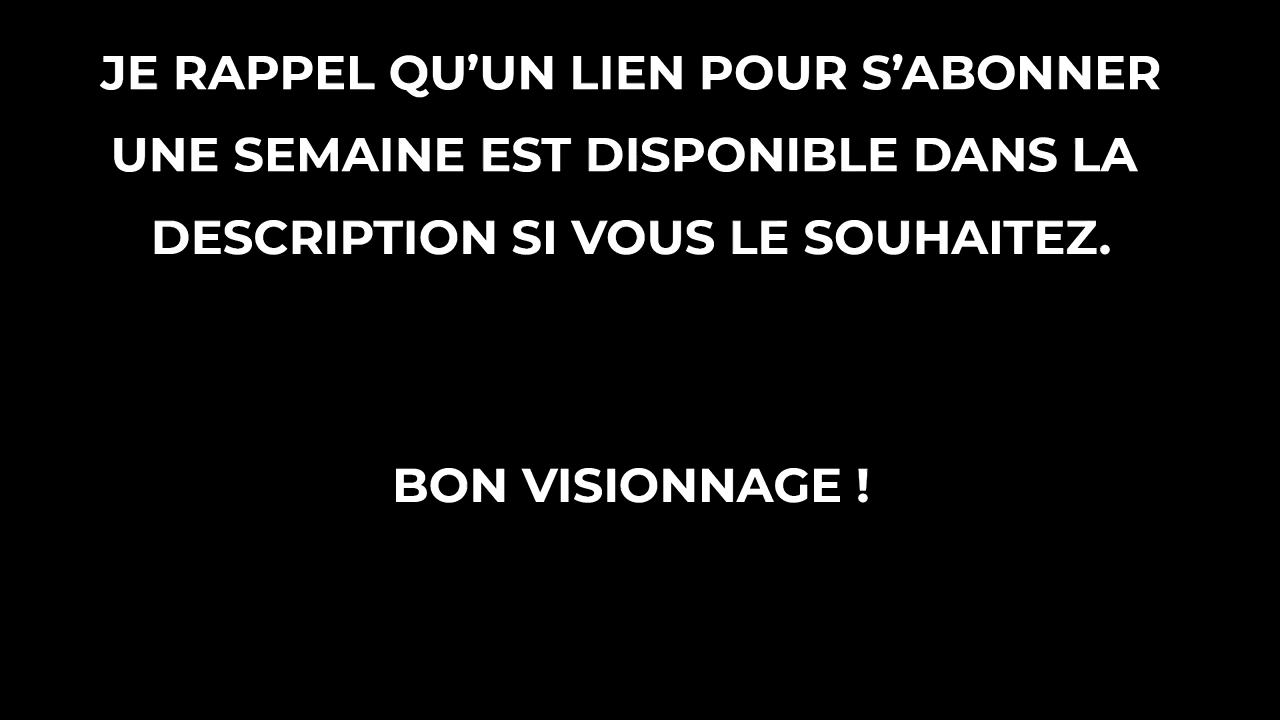 JE RAPPEL QU’UN LIEN POUR S’ABONNER
UNE SEMAINE EST DISPONIBLE DANS LA
DESCRIPTION SI VOUS LE SOUHAITEZ.
BON VISIONNAGE !